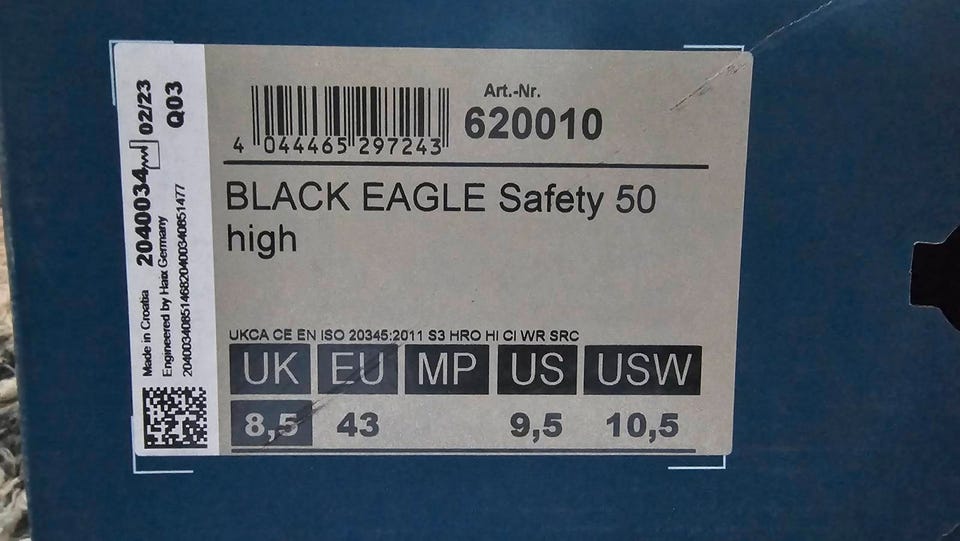 Made in Croatia 2040034 02/23
Q03
Engineered by Haix Germany
20400340851468204003408514​77
4 044465 297243
Art.-Nr.
620010
BLACK EAGLE Safety 50
high
UKCA CE EN ISO 20345:2011 S3 HRO HI CI WR SRC
UK EU MP US USW
8,5 43 9,5 10,5